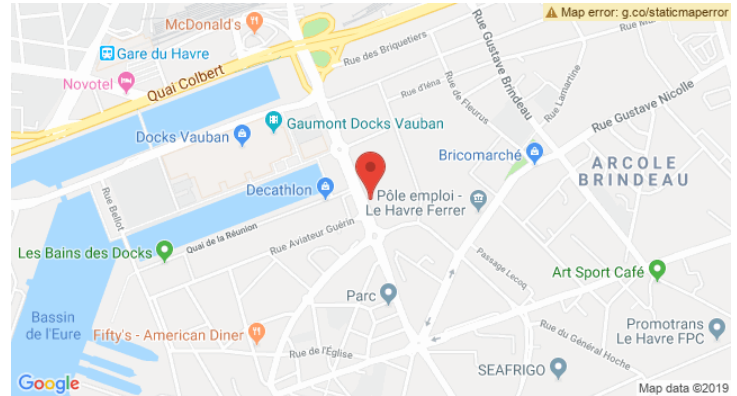 McDonald's
Map error: g.co/staticmaperror
Gare du Havre
Rue des Briquetiers
Rue Gustave Brindeau
Rue Lamartine
Novotel
Quai Colbert
Rue d'Iéna
Rue de Fleurus
Rue Gustave Nicolle
Docks Vauban
Gaumont Docks Vauban
Bricomarché
ARCOLE
BRINDEAU
Decathlon
Pôle emploi -
Le Havre Ferrer
Rue Bellot
Quai de la Réunion
Rue Aviateur Guérin
Les Bains des Docks
Passage Lecoq
Art Sport Café
Parc
Bassin
de l'Eure
Fifty's - American Diner
Rue de l'Église
Rue du Général Hoche
Promotrans
Le Havre FPC
SEAFRIGO
Google
Map data ©2019